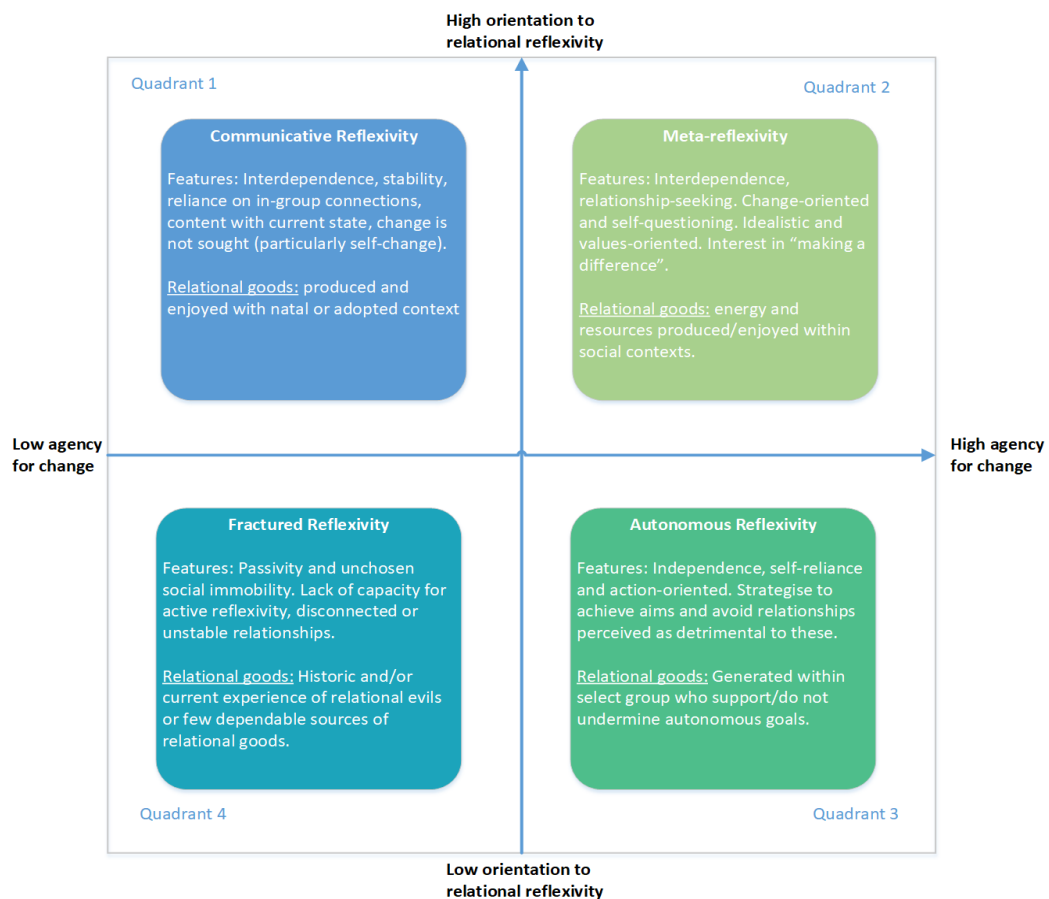 High orientation to
relational reflexivity
Quadrant 1
Quadrant 2
Communicative Reflexivity
Features: Interdependence, stability,
reliance on in-group connections,
content with current state, change is
not sought (particularly self-change).
Relational goods: produced and
enjoyed with natal or adopted context
Meta-reflexivity
Features: Interdependence,
relationship-seeking. Change-oriented
and self-questioning. Idealistic and
values-oriented. Interest in “making a
difference”.
Relational goods: energy and
resources produced/enjoyed within
social contexts.
Low agency
for change
High agency
for change
Fractured Reflexivity
Features: Passivity and unchosen
social immobility. Lack of capacity for
active reflexivity, disconnected or
unstable relationships.
Relational goods: Historic and/or
current experience of relational evils
or few dependable sources of
relational goods.
Autonomous Reflexivity
Features: Independence, self-reliance
and action-oriented. Strategise to
achieve aims and avoid relationships
perceived as detrimental to these.
Relational goods: Generated within
select group who support/do not
undermine autonomous goals.
Quadrant 4
Quadrant 3
Low orientation to
relational reflexivity